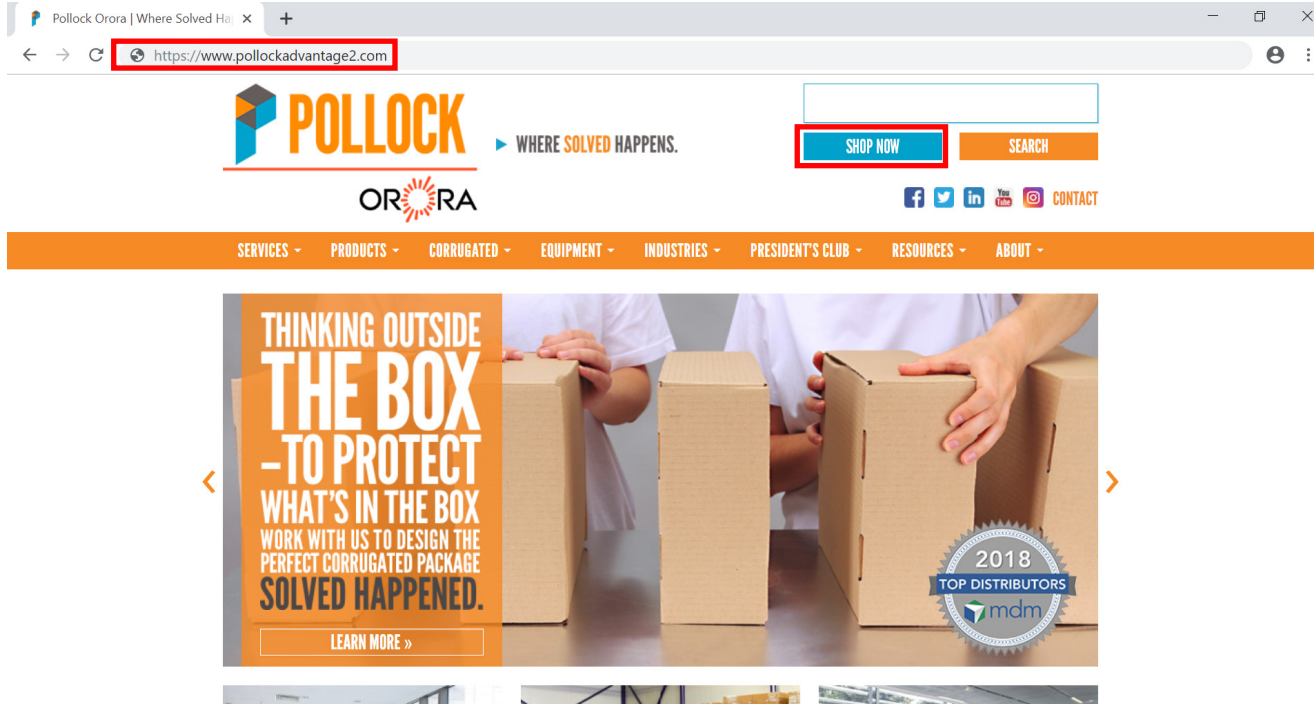 Pollock Orora | Where Solved Ha
https://www.pollockadvantage2.com
POLLOCK
WHERE SOLVED HAPPENS.
ORORA
SHOP NOW
SEARCH
You
Tube
CONTACT
SERVICES
PRODUCTS
CORRUGATED
EQUIPMENT
INDUSTRIES
PRESIDENT'S CLUB
RESOURCES
ABOUT
THINKING OUTSIDE
THE BOX
–TO PROTECT
WHAT'S IN THE BOX
WORK WITH US TO DESIGN THE
PERFECT CORRUGATED PACKAGE
SOLVED HAPPENED.
LEARN MORE »
2018
TOP DISTRIBUTORS
mdm